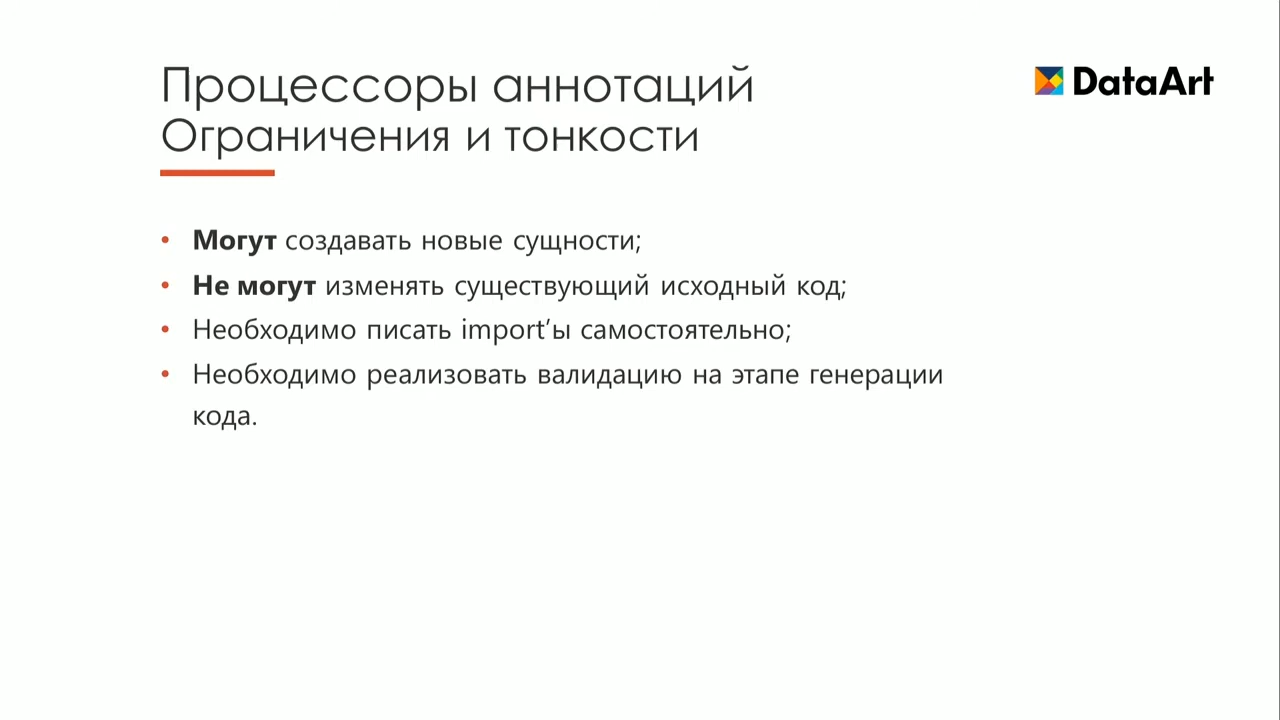 Процессоры аннотаций
DataArt
Ограничения и тонкости
• Могут создавать новые сущности;
• Не могут изменять существующий исходный код;
• Необходимо писать import’ы самостоятельно;
• Необходимо реализовать валидацию на этапе генерации
кода.